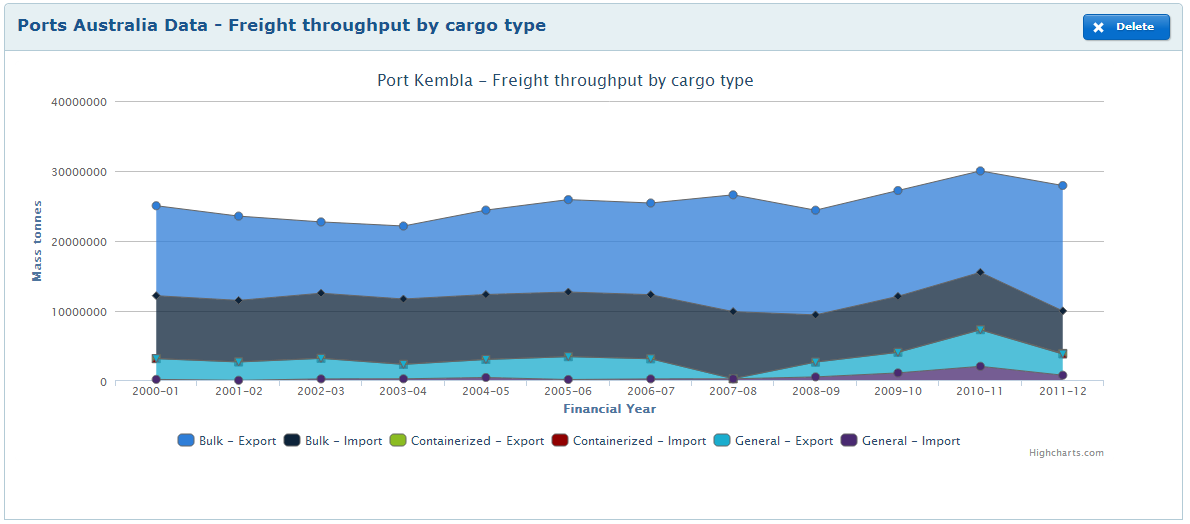 Ports Australia Data - Freight throughput by cargo type
Delete
Port Kembla - Freight throughput by cargo type
40000000
30000000
20000000
10000000
0
Mass tonnes
2000-01 2001-02 2002-03 2003-04 2004-05 2005-06 2006-07 2007-08 2008-09 2009-10 2010-11 2011-12
Financial Year
Bulk - Export Bulk - Import Containerized - Export Containerized - Import General - Export General - Import
Highcharts.com